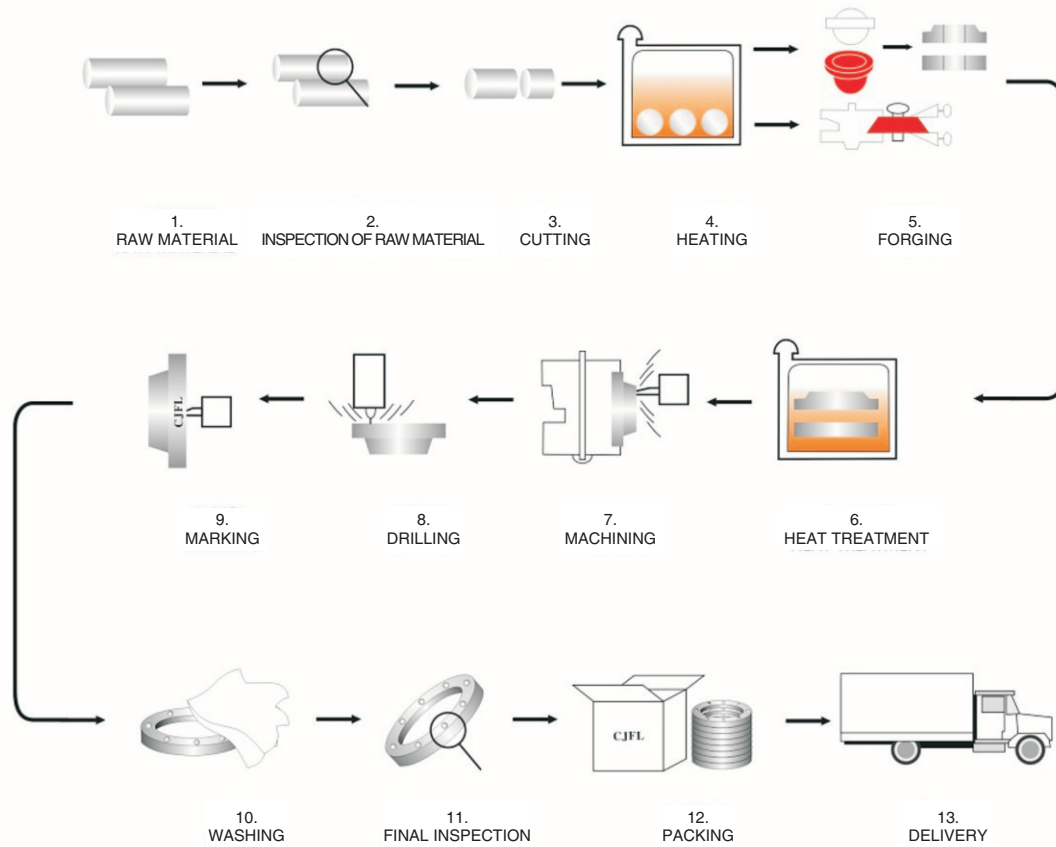 1.
RAW MATERIAL
2.
INSPECTION OF RAW MATERIAL
3.
CUTTING
4.
HEATING
5.
FORGING
CJFL
9.
MARKING
8.
DRILLING
7.
MACHINING
6.
HEAT TREATMENT
CJFL
10.
WASHING
11.
FINAL INSPECTION
12.
PACKING
13.
DELIVERY